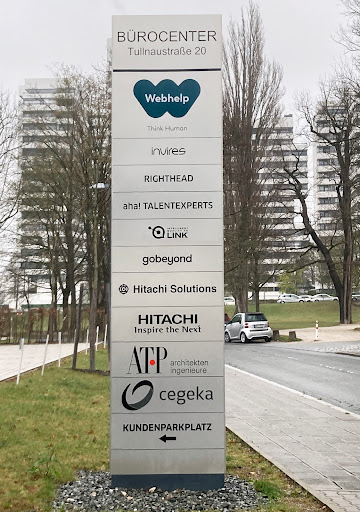 BÜROCENTER
Tullnaustraße 20
Webhelp
Think Human
invires
RIGHTHEAD
aha! TALENTEXPERTS
LINK
gobeyond
Hitachi Solutions
HITACHI
Inspire the Next
ATP architekten
ingenieure
cegeka
KUNDENPARKPLATZ